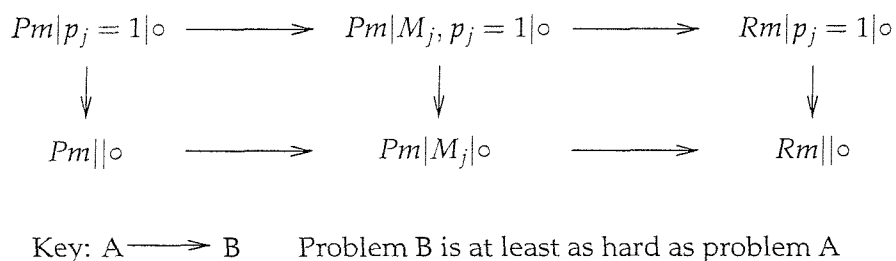 Pm|p_j = 1|∘ ⟶ Pm|M_j, p_j = 1|∘ ⟶ Rm|p_j = 1|∘
↓ ↓ ↓
Pm||∘ ⟶ Pm|M_j|∘ ⟶ Rm||∘
Key: A ⟶ B Problem B is at least as hard as problem A